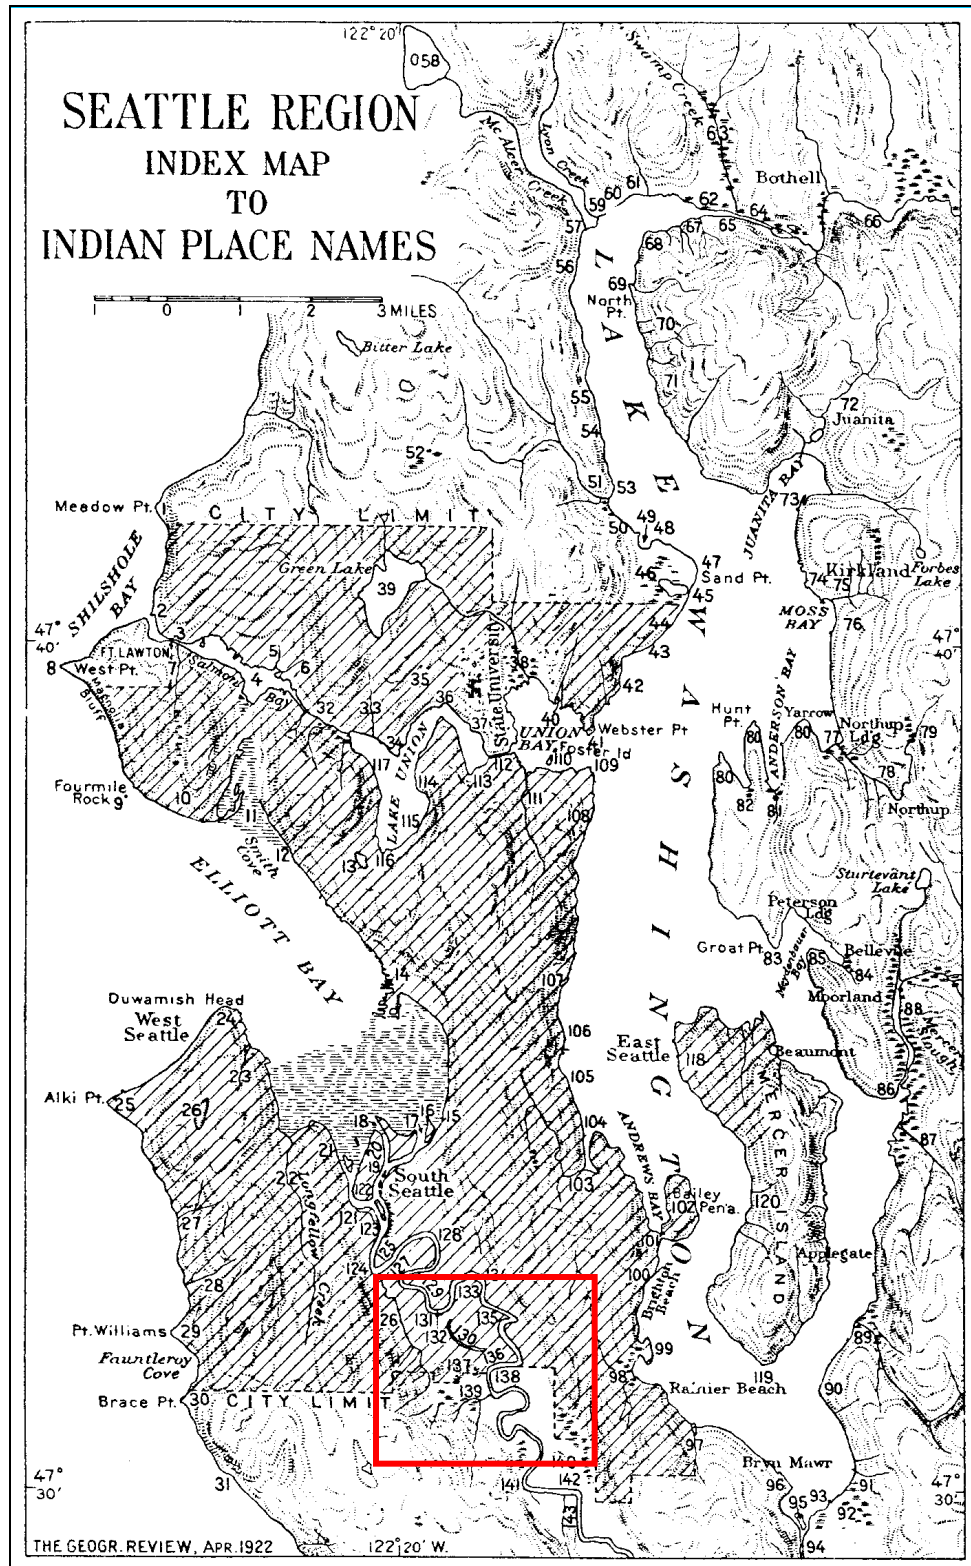 122° 20'
058
SEATTLE REGION
INDEX MAP
TO
INDIAN PLACE NAMES
1 0 1 2 3 MILES
Swamp Creek
63
Lyon Creek
Mc Aleer Creek
Bothell
61
60
62
59
64
66
57
67
65
68
56
69
North Pt.
70
Bitter Lake
71
55
72
Juanita
54
52
51
53
JUANITA BAY
73
Meadow Pt.
1
CITY LIMIT
49
50
48
47
Sand Pt.
Green Lake
39
46
45
Kirkland
Forbes Lake
74
75
SHILSHOLE BAY
2
3
44
MOSS BAY
76
47° 40'
47° 40'
FT. LAWTON
8
West Pt.
7
Salmon Bay
5
4
6
State University
38
43
Magnolia Bluff
35
36
42
32
33
37
40
Hunt Pt.
80
ANDERSON BAY
Yarrow
80
Northup Ldg
77
79
34
LAKE UNION
UNION BAY
Webster Pt
41
Foster Id
110
109
117
114
113
112
80
78
Fourmile Rock
9
10
11
111
82
81
Northup
115
108
Smith Cove
12
13
116
Sturtevant Lake
ELLIOTT BAY
Peterson Ldg
Groat Pt.
83
Meydenbauer Bay
85
Bellevue
84
14
107
Moorland
88
Mercer Slough
Duwamish Head
West Seattle
24
106
East Seattle
118
Beaumont
23
105
86
Alki Pt.
25
26
18
17
16
15
104
87
21
20
19
ANDREWS BAY
MERCER ISLAND
LAKE WASHINGTON
22
122
South Seattle
103
Bailey Pen'a.
102
120
Longfellow Creek
27
121
123
128
101
125
Applegate
124
28
100
Brighton Beach
133
26
131
135
Pt. Williams
29
132
130
99
Fauntleroy Cove
136
137
138
98
119
89
139
Rainier Beach
90
Brace Pt.
30
CITY LIMIT
97
Bryn Mawr
31
141
142
96
93
91
47° 30'
47° 30'
143
95
92
94
THE GEOGR. REVIEW, APR. 1922
122° 20' W.